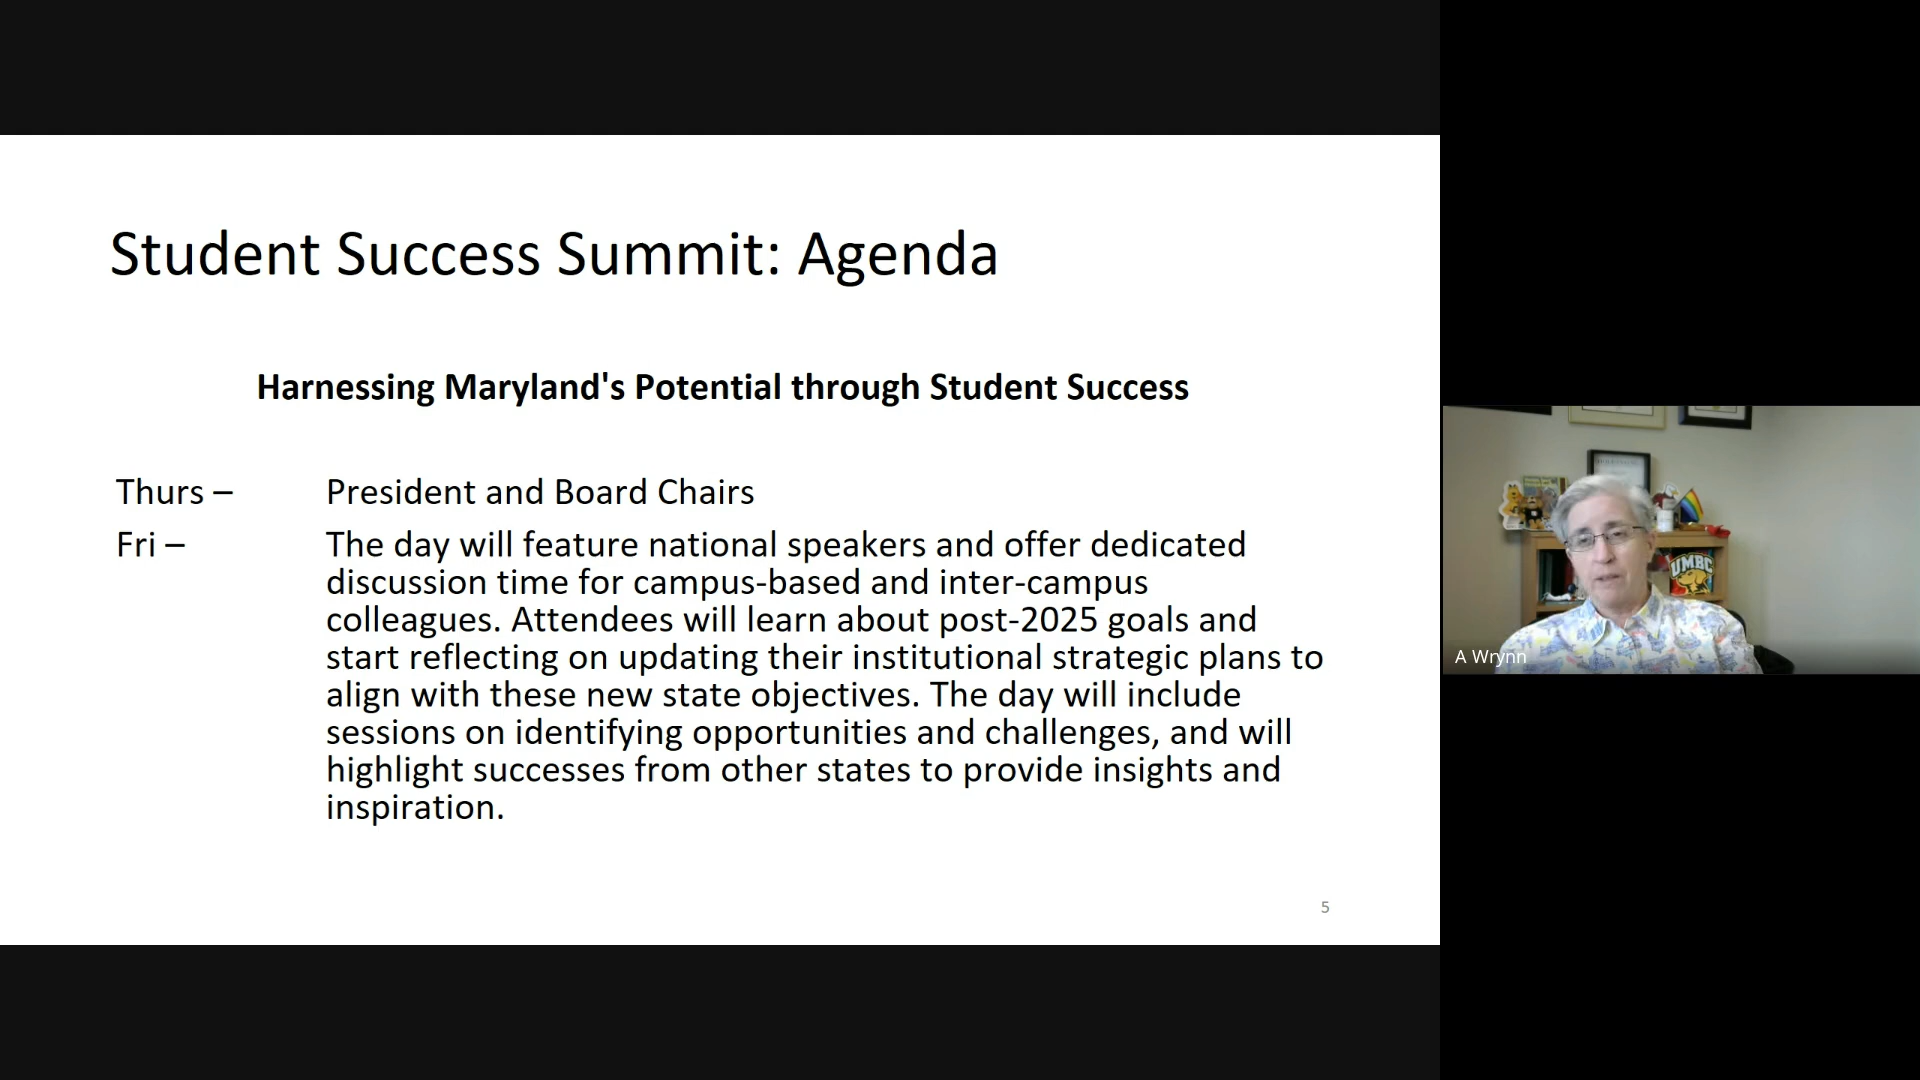 Student Success Summit: Agenda
Harnessing Maryland's Potential through Student Success
Thurs – President and Board Chairs
Fri – The day will feature national speakers and offer dedicated
discussion time for campus-based and inter-campus
colleagues. Attendees will learn about post-2025 goals and
start reflecting on updating their institutional strategic plans to
align with these new state objectives. The day will include
sessions on identifying opportunities and challenges, and will
highlight successes from other states to provide insights and
inspiration.
5
UMBC
A Wrynn